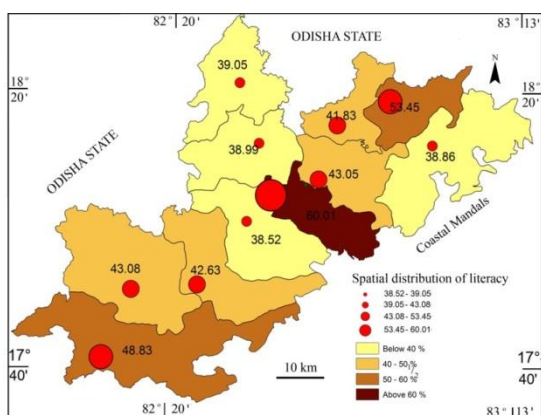 82° 20'
83° 13'
ODISHA STATE
N
18°
20
18°
20
39.05
53.45
41.83
38.99
38.86
43.05
ODISHA STATE
60.01
38.52
Coastal Mandals
43.08
42.63
48.83
Spatial distribution of literacy
38.52 - 39.05
39.05 - 43.08
43.08 - 53.45
53.45 - 60.01
Below 40 %
40 - 50%
50 - 60 %
Above 60 %
10 km
17°
40'
17°
40'
82° 20'
83° 13'